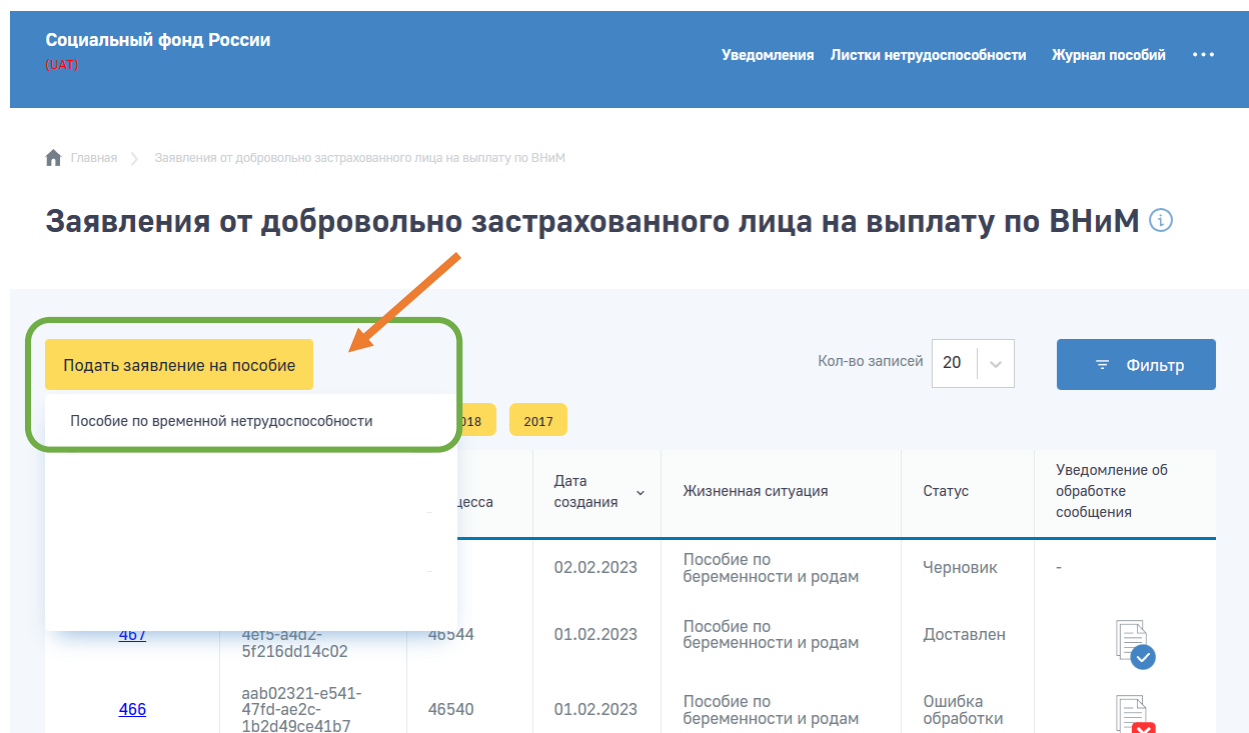 Социальный фонд России
(UAT)
Уведомления Листки нетрудоспособности Журнал пособий
Главная Заявления от добровольно застрахованного лица на выплату по ВНиМ
Заявления от добровольно застрахованного лица на выплату по ВНиМ
Подать заявление на пособие
Кол-во записей 20
Фильтр
Пособие по временной нетрудоспособности
2017
Дата
создания
Жизненная ситуация
Статус
Уведомление об
обработке
сообщения
02.02.2023
Пособие по
беременности и родам
Черновик
-
467
4ef5-a4d2-
5f216dd14c02
46544
01.02.2023
Пособие по
беременности и родам
Доставлен
466
aab02321-e541-
47fd-ae2c-
1b2d49ce41b7
46540
01.02.2023
Пособие по
беременности и родам
Ошибка
обработки